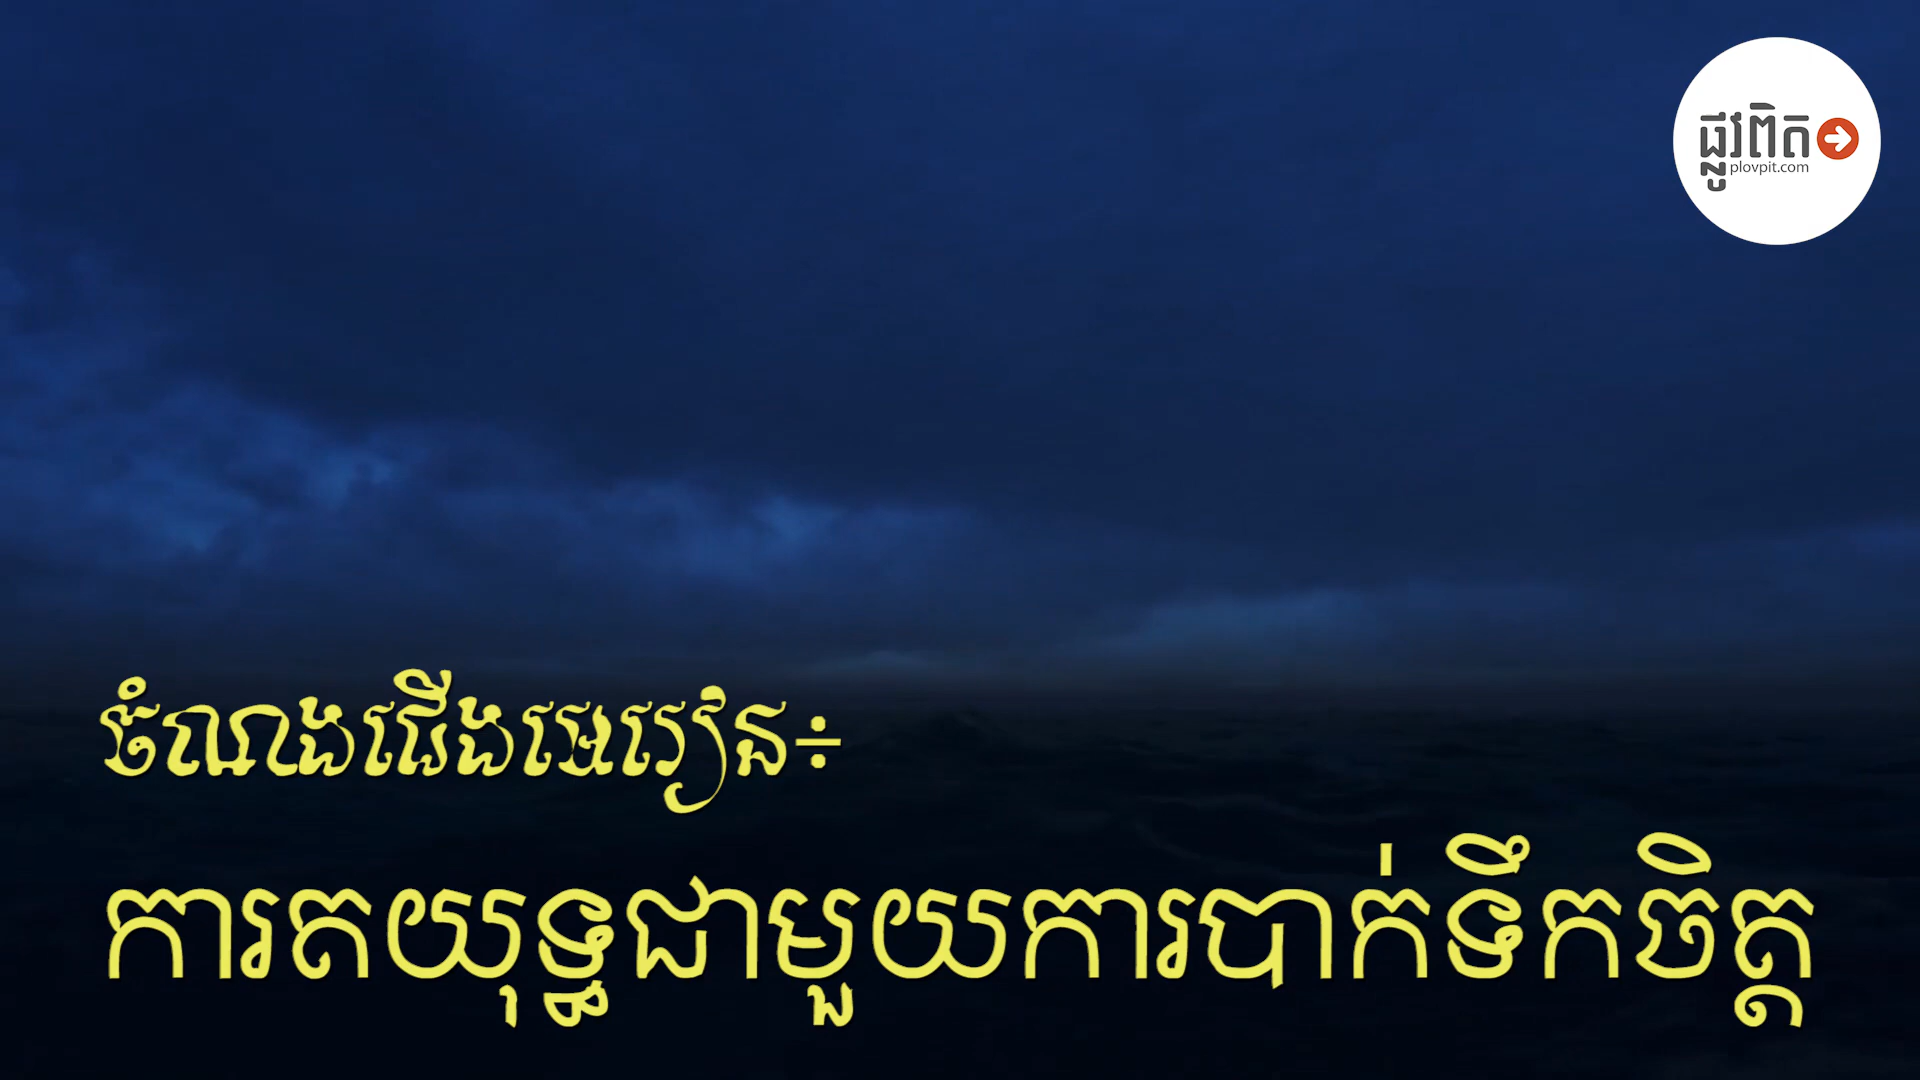 ផ្លូវពិត
plovpit.com
ចំណងជើងមេរៀន៖
ការតយុទ្ធជាមួយការបាក់ទឹកចិត្ត